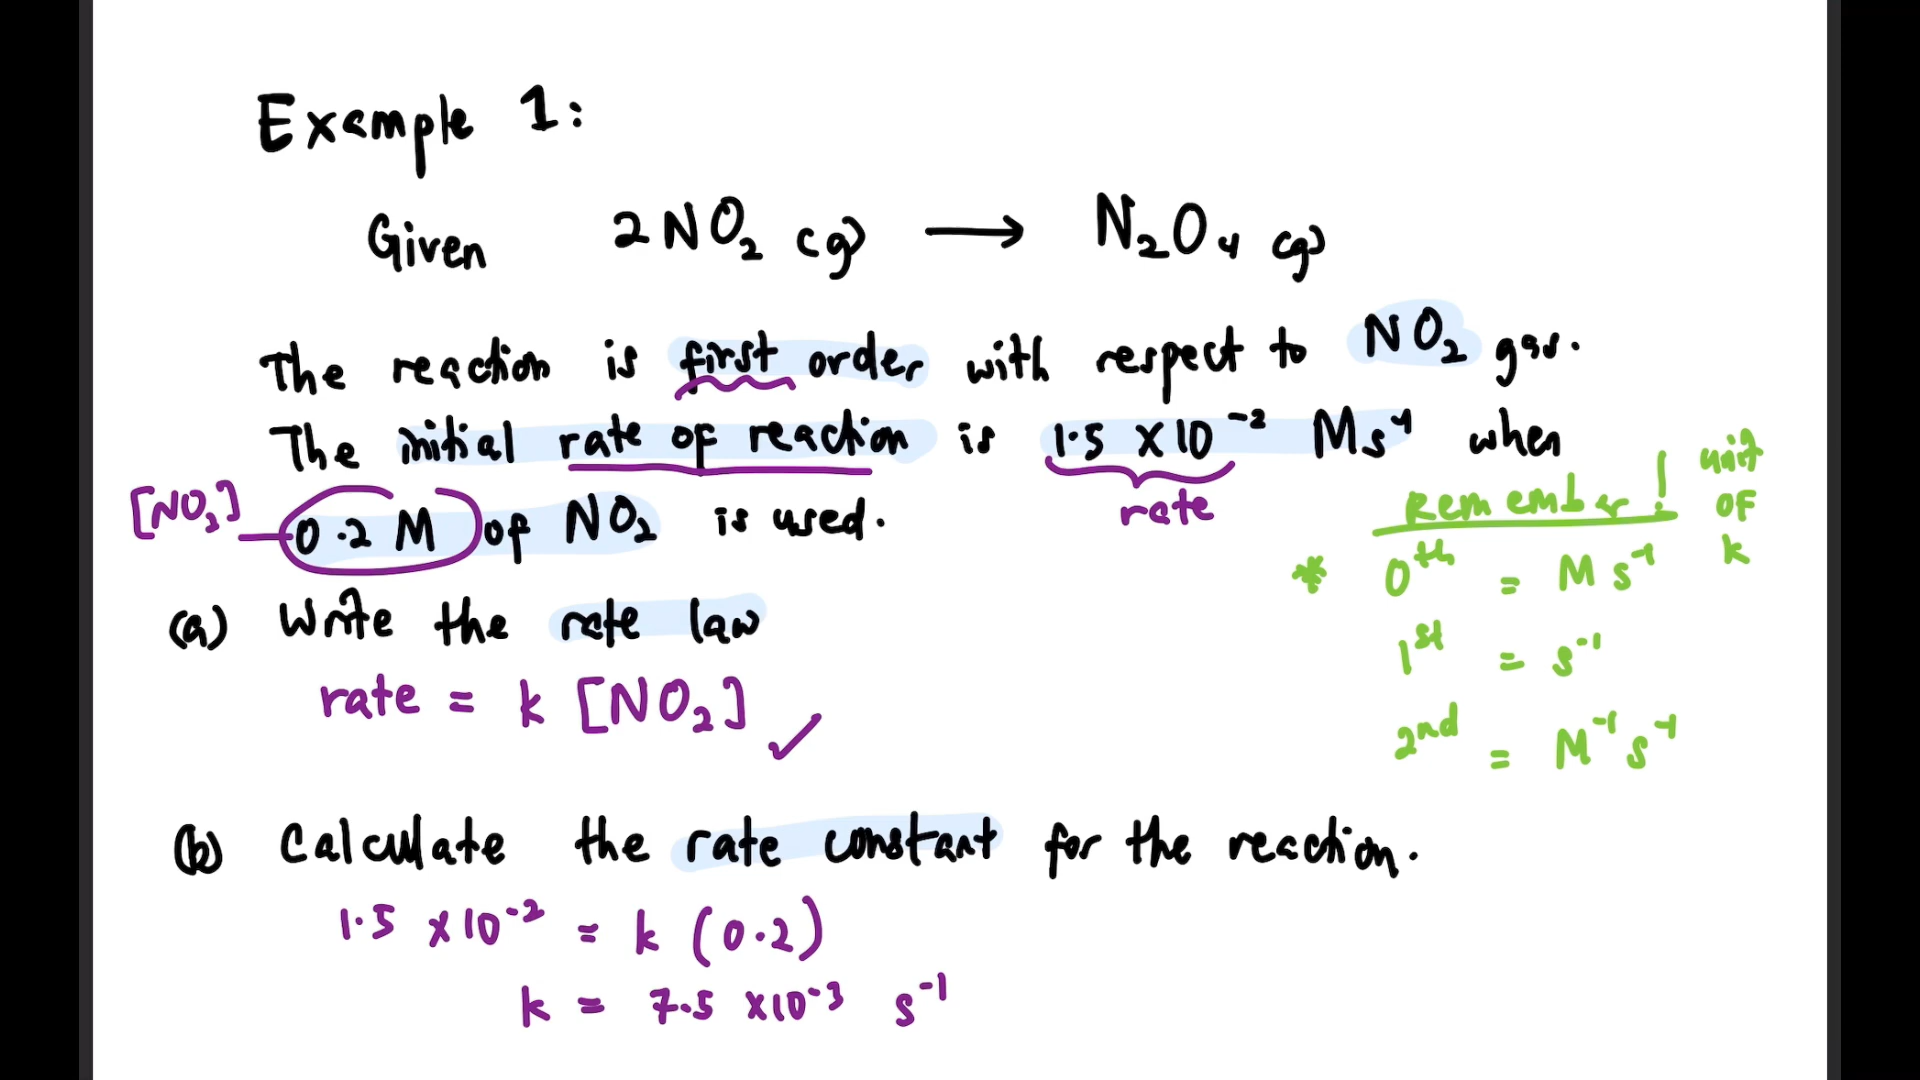 Example 1:
Given 2NO₂ (g) → N₂O₄ (g)
The reaction is first order with respect to NO₂ gas.
The initial rate of reaction is 1.5 × 10⁻² Ms⁻¹ when
rate
[NO₂] 0.2 M of NO₂ is used.
(a) Write the rate law
rate = k [NO₂] ✓
(b) Calculate the rate constant for the reaction.
1.5 × 10⁻² = k (0.2)
k = 7.5 × 10⁻³ s⁻¹
Remember! unit
OF
k
* 0th = M s⁻¹
1st = s⁻¹
2nd = M⁻¹ s⁻¹